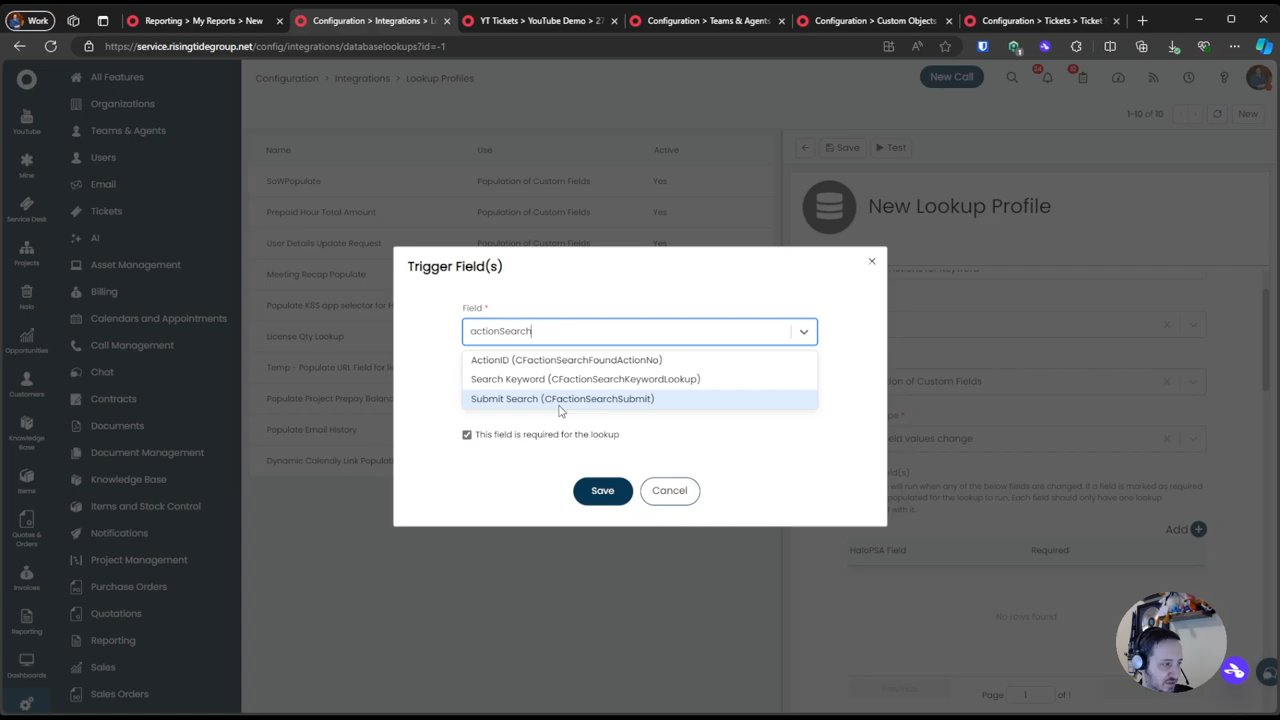 Work
Reporting > My Reports > New
Configuration > Integrations > L
YT Tickets > YouTube Demo > 27
Configuration > Teams & Agents
Configuration > Custom Objects
Configuration > Tickets > Ticket
https://service.risingtidegroup.net/config/integrations/databaselookups?id=-1
YouTube
Mine
Service Desk
Projects
Halo
Opportunities
Customers
Knowledge Base
Items
Quotes & Orders
Invoices
Reporting
Dashboards
All Features
Organizations
Teams & Agents
Users
Email
Tickets
AI
Asset Management
Billing
Calendars and Appointments
Call Management
Chat
Contracts
Documents
Document Management
Knowledge Base
Items and Stock Control
Notifications
Project Management
Purchase Orders
Quotations
Reporting
Sales
Sales Orders
Configuration > Integrations > Lookup Profiles
New Call
1-10 of 10
New
Name Use Active
SoWPopulate Population of Custom Fields Yes
Prepaid Hour Total Amount Population of Custom Fields Yes
User Details Update Request Population of Custom Fields Yes
Meeting Recap Populate
Populate KBS app selector for H
License Qty Lookup
Temp - Populate URL Field for li
Populate Project Prepay Balanc
Populate Email History
Dynamic Calendly Link Populati
Save
Test
New Lookup Profile
for Keyword
n of Custom Fields
ield values change
will run when any of the below fields are changed. If a field is marked as required
populated for the lookup to run. Each field should only have one lookup
d with it.
Add
HaloPSA Field Required
No rows found
Page 1 of 1
Trigger Field(s)
Field *
actionSearch
ActionID (CFactionSearchFoundActionNo)
Search Keyword (CFactionSearchKeywordLookup)
Submit Search (CFactionSearchSubmit)
This field is required for the lookup
Save
Cancel